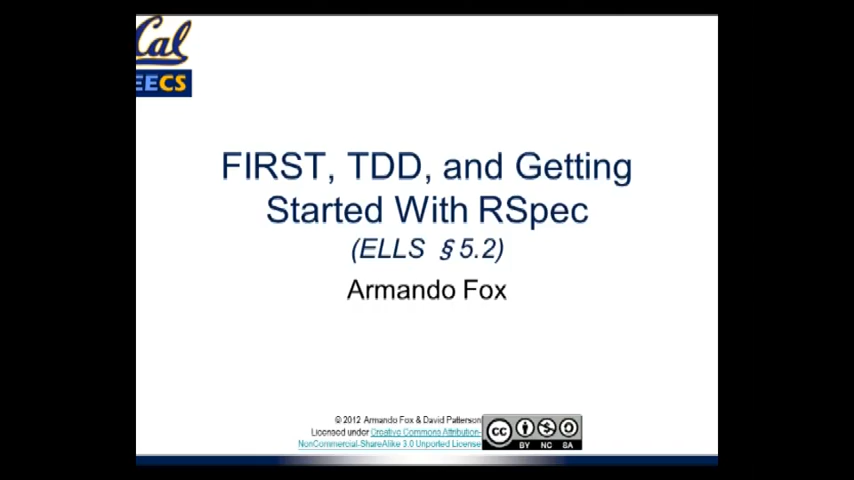 Cal
EECS
FIRST, TDD, and Getting
Started With RSpec
(ELLS §5.2)
Armando Fox
© 2012 Armando Fox & David Patterson
Licensed under Creative Commons Attribution-
NonCommercial-ShareAlike 3.0 Unported License
cc
BY NC SA